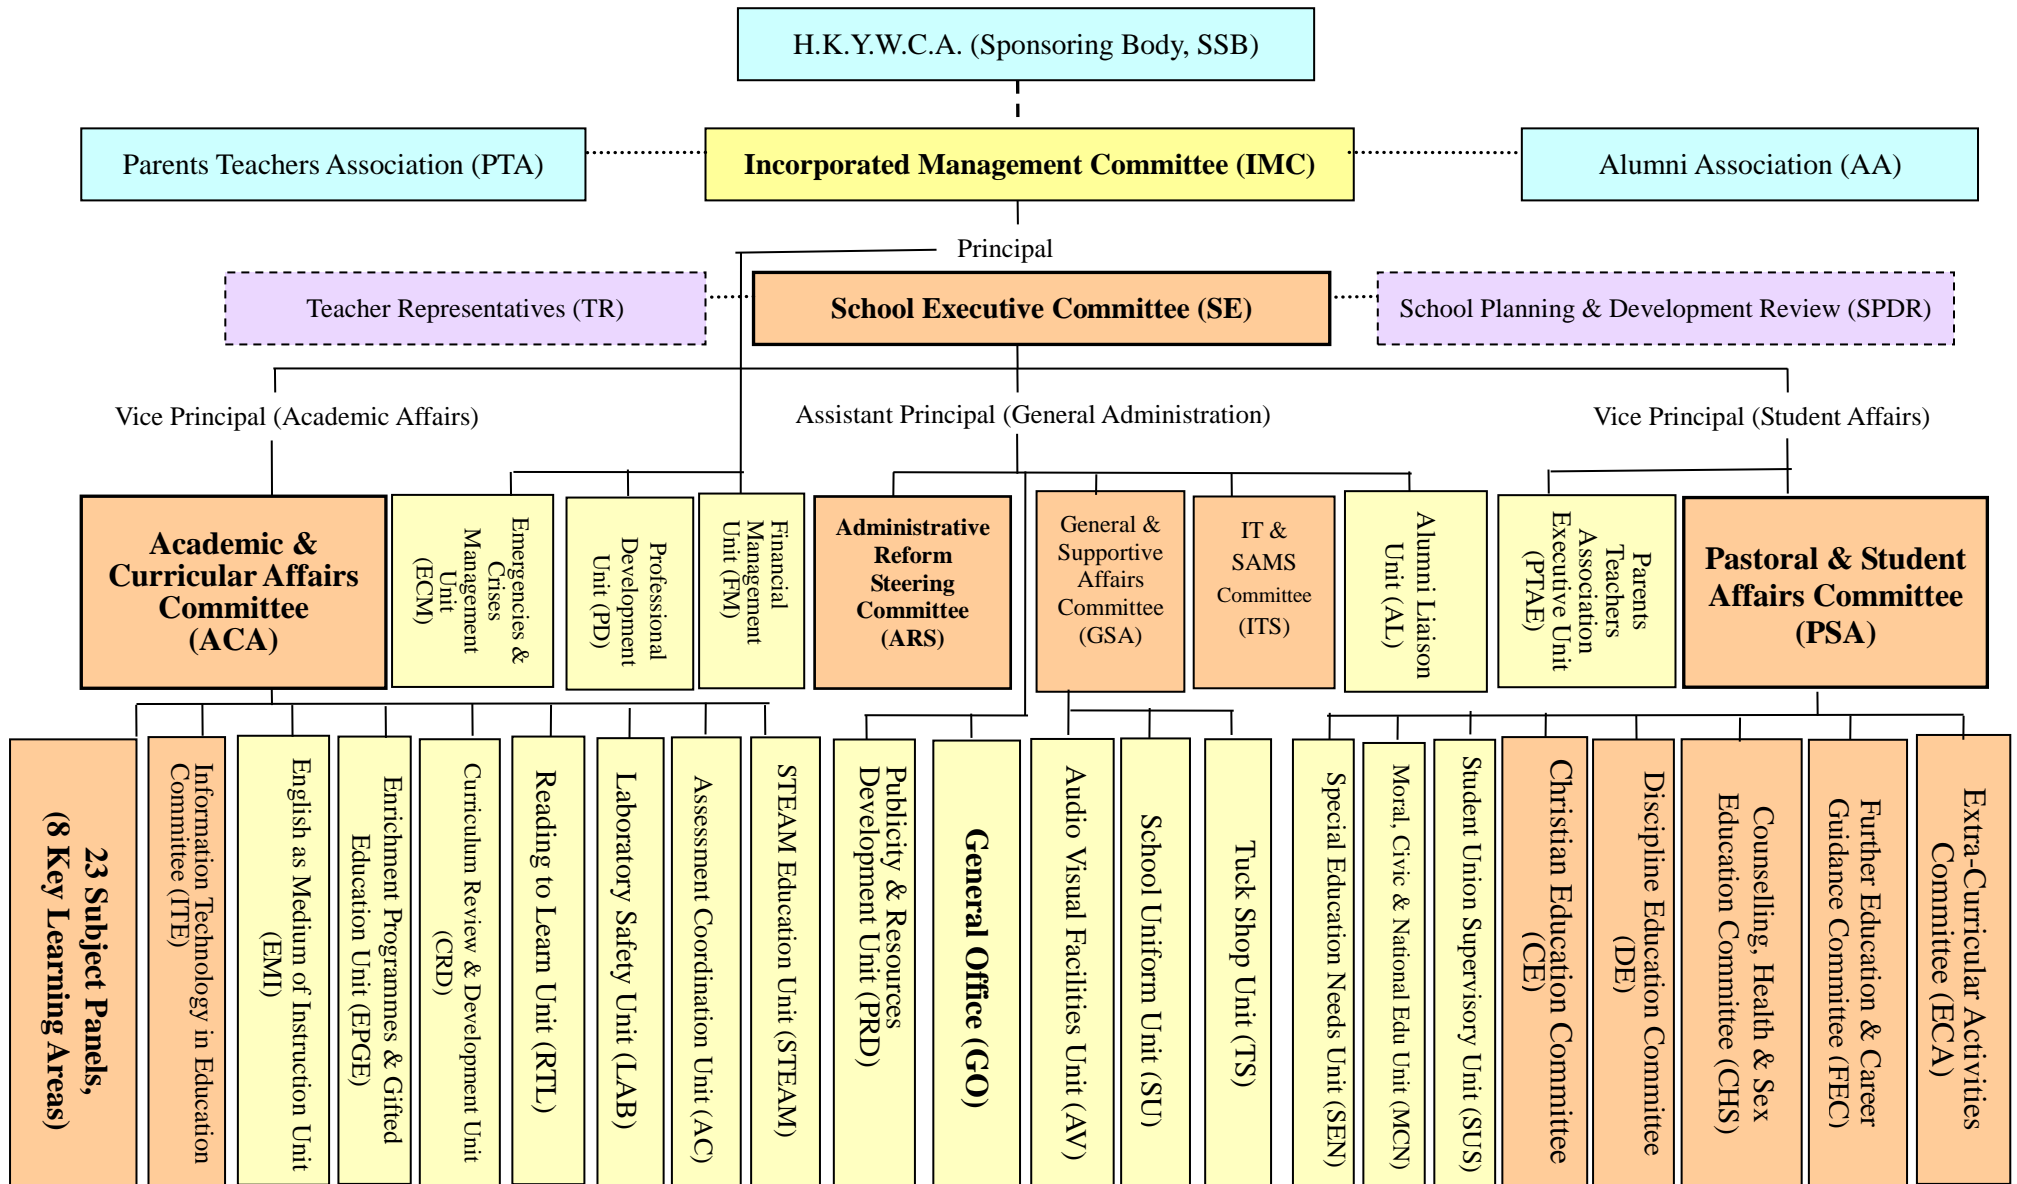 H.K.Y.W.C.A. (Sponsoring Body, SSB)
Parents Teachers Association (PTA)
Incorporated Management Committee (IMC)
Alumni Association (AA)
Principal
Teacher Representatives (TR)
School Executive Committee (SE)
School Planning & Development Review (SPDR)
Vice Principal (Academic Affairs)
Assistant Principal (General Administration)
Vice Principal (Student Affairs)
Academic &
Curricular Affairs
Committee
(ACA)
Emergencies &
Crises
Management
Unit
(ECM)
Professional
Development
Unit (PD)
Financial
Management
Unit (FM)
Administrative
Reform
Steering
Committee
(ARS)
General &
Supportive
Affairs
Committee
(GSA)
IT &
SAMS
Committee
(ITS)
Alumni Liaison
Unit (AL)
Parents
Teachers
Association
Executive Unit
(PTAE)
Pastoral & Student
Affairs Committee
(PSA)
23 Subject Panels,
(8 Key Learning Areas)
Information Technology in Education
Committee (ITE)
English as Medium of Instruction Unit
(EMI)
Enrichment Programmes & Gifted
Education Unit (EPGE)
Curriculum Review & Development Unit
(CRD)
Reading to Learn Unit (RTL)
Laboratory Safety Unit (LAB)
Assessment Coordination Unit (AC)
STEAM Education Unit (STEAM)
Publicity & Resources
Development Unit (PRD)
General Office (GO)
Audio Visual Facilities Unit (AV)
School Uniform Unit (SU)
Tuck Shop Unit (TS)
Special Education Needs Unit (SEN)
Moral, Civic & National Edu Unit (MCN)
Student Union Supervisory Unit (SUS)
Christian Education Committee
(CE)
Discipline Education Committee
(DE)
Counselling, Health & Sex
Education Committee (CHS)
Further Education & Career
Guidance Committee (FEC)
Extra-Curricular Activities
Committee (ECA)